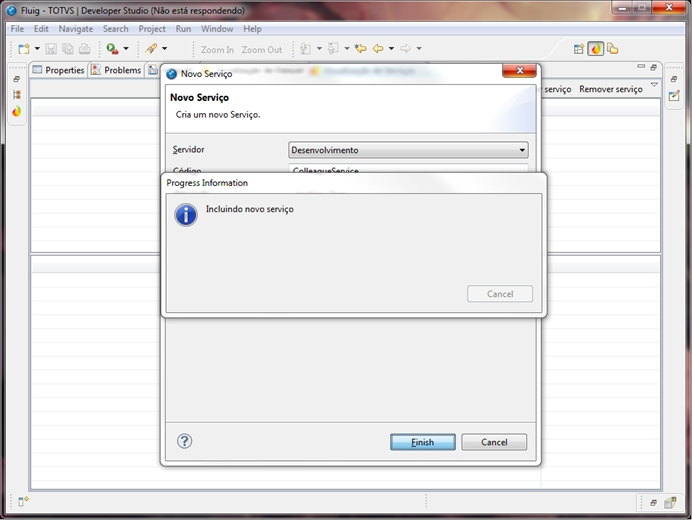 Fluig - TOTVS | Developer Studio (Não está respondendo)
File Edit Navigate Search Project Run Window Help
Zoom In Zoom Out
Properties Problems
serviço Remover serviço
Novo Serviço
Novo Serviço
Cria um novo Serviço.
Servidor Desenvolvimento
Código ColleagueService
Progress Information
Incluindo novo serviço
Cancel
Finish Cancel